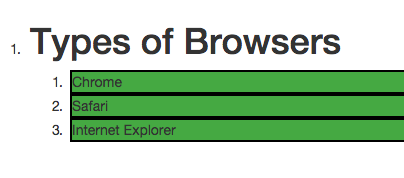 1. Types of Browsers
1. Chrome
2. Safari
3. Internet Explorer